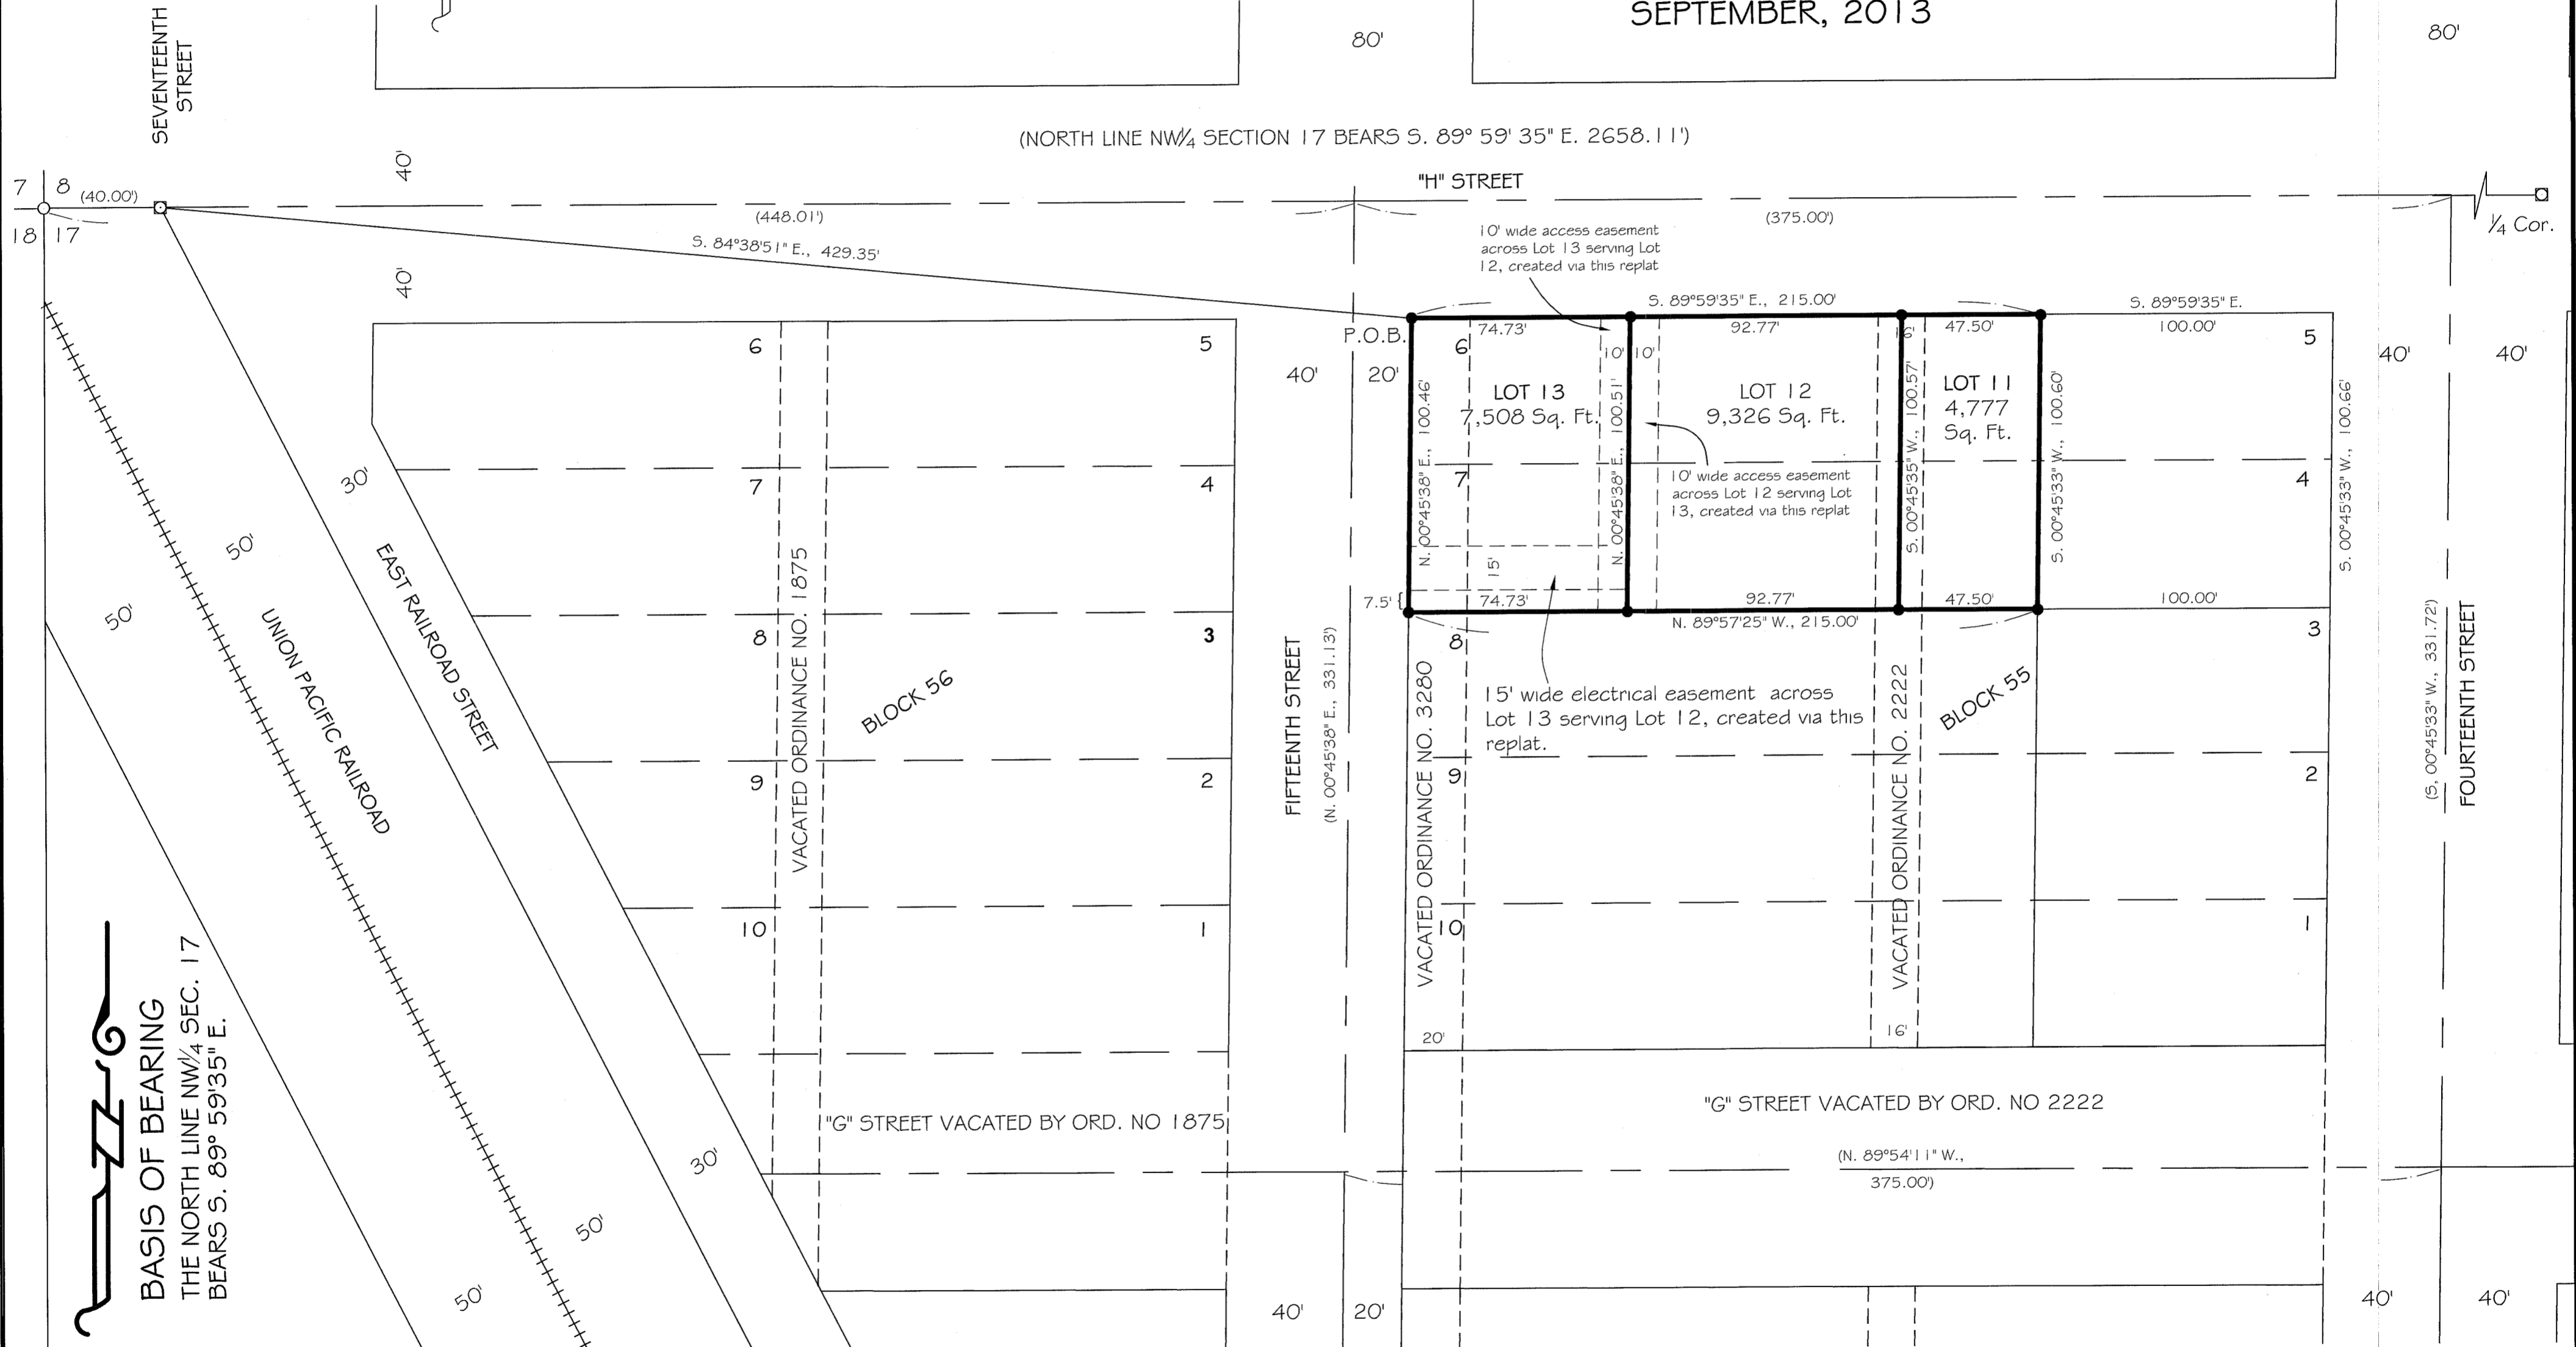 SEPTEMBER, 2013
SEVENTEENTH
STREET
80'
80'
(NORTH LINE NW¼ SECTION 17 BEARS S. 89° 59' 35" E. 2658.11')
40'
"H" STREET
7
8
(40.00')
18
17
(448.01')
(375.00')
¼ Cor.
S. 84°38'51" E., 429.35'
40'
10' wide access easement
across Lot 13 serving Lot
12, created via this replat
S. 89°59'35" E., 215.00'
S. 89°59'35" E.
P.O.B.
74.73'
92.77'
16'
47.50'
100.00'
6
5
6
5
10'
10'
40'
20'
40'
40'
LOT 13
7,508 Sq. Ft.
LOT 12
9,326 Sq. Ft.
LOT 11
4,777
Sq. Ft.
N. 00°45'38" E., 100.46'
N. 00°45'38" E., 100.51'
S. 00°45'35" W., 100.57'
S. 00°45'33" W., 100.60'
S. 00°45'33" W., 100.66'
30'
7
4
7
4
10' wide access easement
across Lot 12 serving Lot
13, created via this replat
50'
50'
15'
7.5'
74.73'
92.77'
47.50'
100.00'
N. 89°57'25" W., 215.00'
EAST RAILROAD STREET
UNION PACIFIC RAILROAD
VACATED ORDINANCE NO. 1875
8
3
8
3
BLOCK 56
FIFTEENTH STREET
(N. 00°45'38" E., 331.13')
VACATED ORDINANCE NO. 3280
15' wide electrical easement across
Lot 13 serving Lot 12, created via this
replat.
VACATED ORDINANCE NO. 2222
BLOCK 55
(S. 00°45'33" W., 331.72')
FOURTEENTH STREET
9
2
9
2
10
1
10
1
BASIS OF BEARING
THE NORTH LINE NW¼ SEC. 17
BEARS S. 89° 59'35" E.
20'
16'
"G" STREET VACATED BY ORD. NO 1875
"G" STREET VACATED BY ORD. NO 2222
30'
(N. 89°54'11" W.,
375.00')
50'
50'
40'
20'
40'
40'